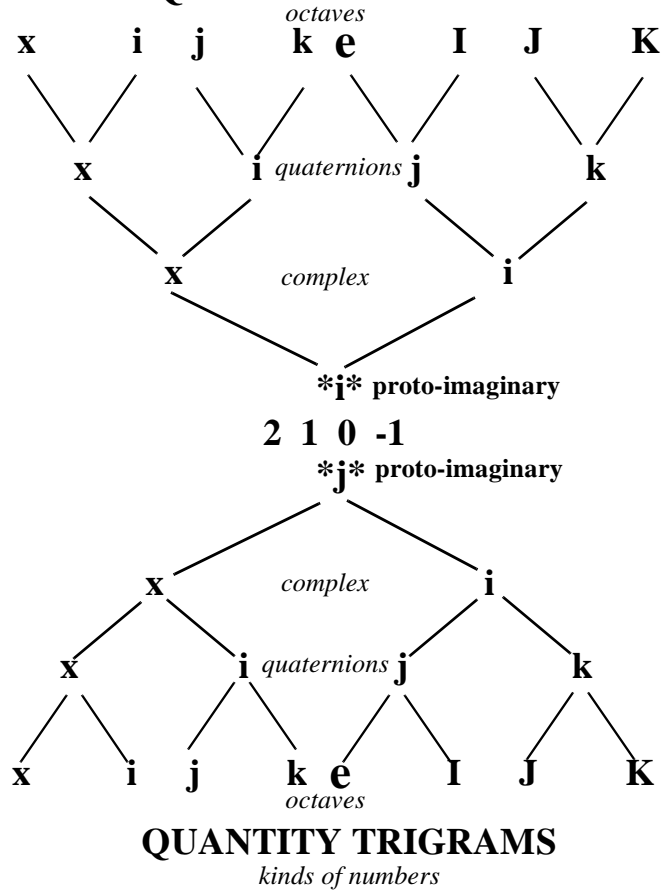 octaves
x i j k e I J K
x i quaternions j k
x complex i
*i* proto-imaginary
2 1 0 -1
*j* proto-imaginary
x complex i
x i quaternions j k
x i j k e I J K
octaves
QUANTITY TRIGRAMS
kinds of numbers